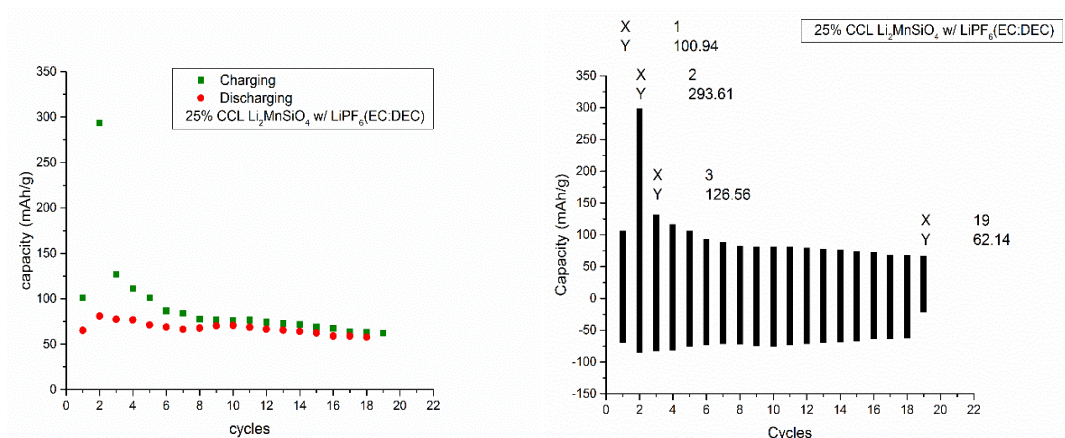 350
300
250
200
150
100
50
0
capacity (mAh/g)
Charging
Discharging
25% CCL Li₂MnSiO₄ w/ LiPF₆(EC:DEC)
0 2 4 6 8 10 12 14 16 18 20 22
cycles
25% CCL Li₂MnSiO₄ w/ LiPF₆(EC:DEC)
X 1
Y 100.94
X 2
Y 293.61
X 3
Y 126.56
X 19
Y 62.14
350
300
250
200
150
100
50
0
-50
-100
-150
Capacity (mAh/g)
0 2 4 6 8 10 12 14 16 18 20 22
Cycles